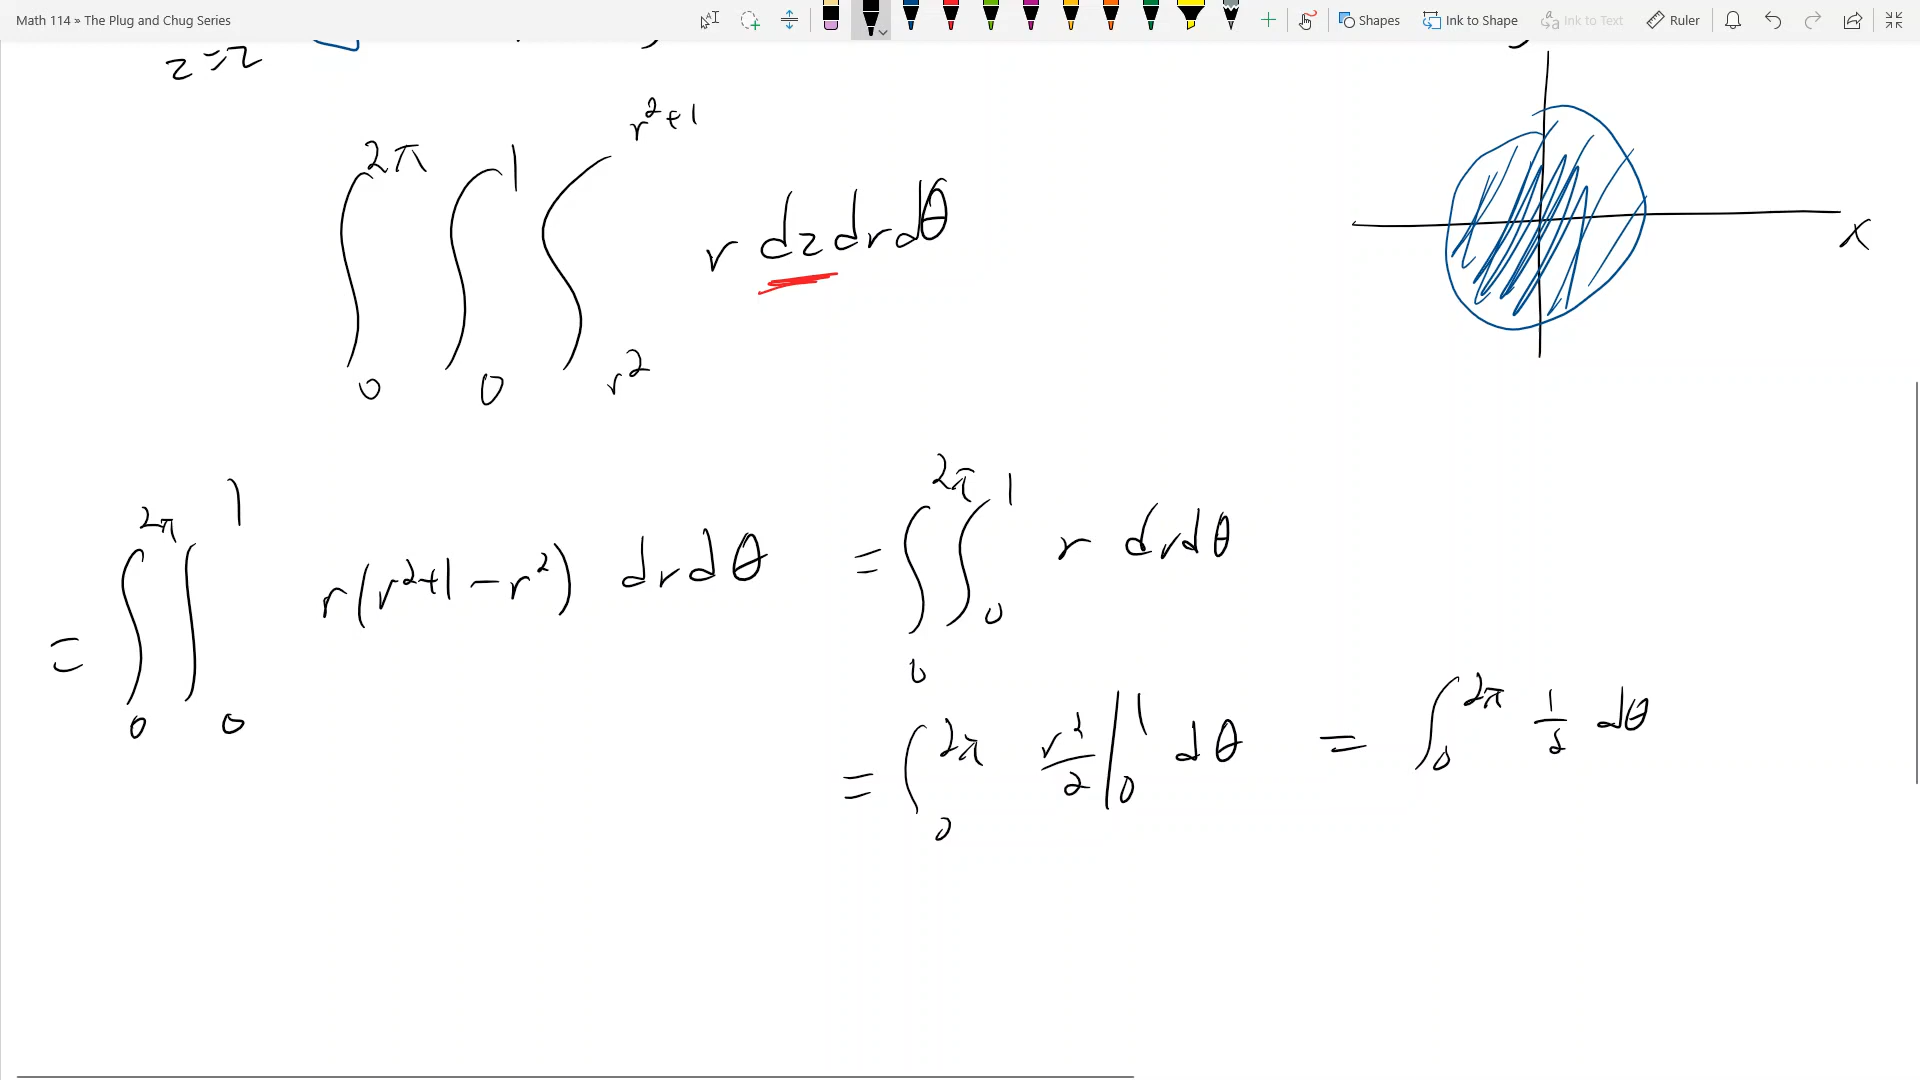 Math 114 » The Plug and Chug Series
Shapes Ink to Shape Ink to Text Ruler
z=z
∫₀^{2π} ∫₀^{1} ∫_{r²}^{r²+1} r dz dr dθ
x
= ∫₀^{2π} ∫₀^{1} r(r²+1-r²) dr dθ = ∫₀^{2π} ∫₀^{1} r dr dθ
= ∫₀^{2π} r²/2 |₀^{1} dθ = ∫₀^{2π} 1/2 dθ